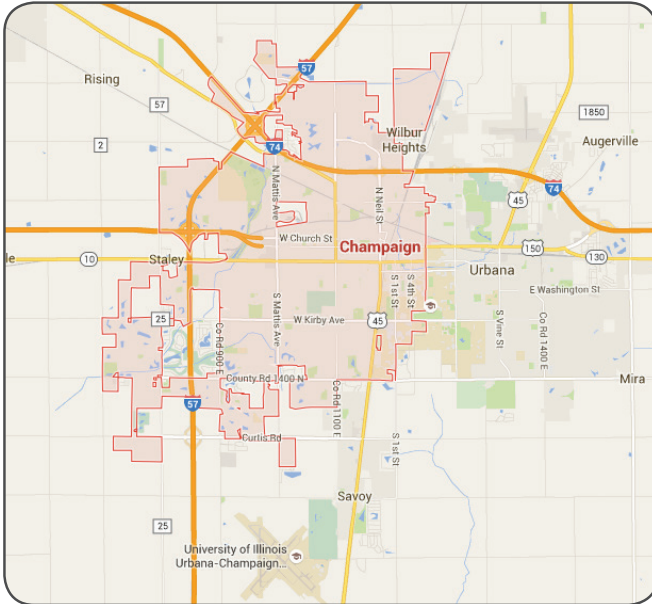 57
Rising
57
1850
Wilbur
Heights
Augerville
2
74
N Mattis Ave
N Neil St
74
45
W Church St
Champaign
150
130
10
Staley
Urbana
S 1st St
S 4th St
E Washington St
25
Co Rd 900 E
S Mattis Ave
W Kirby Ave
45
S Vine St
Co Rd 1400 E
County Rd 1400 N
Mira
57
Co Rd 1100 E
Curtis Rd
S 1st St
Savoy
25
University of Illinois
Urbana-Champaign...